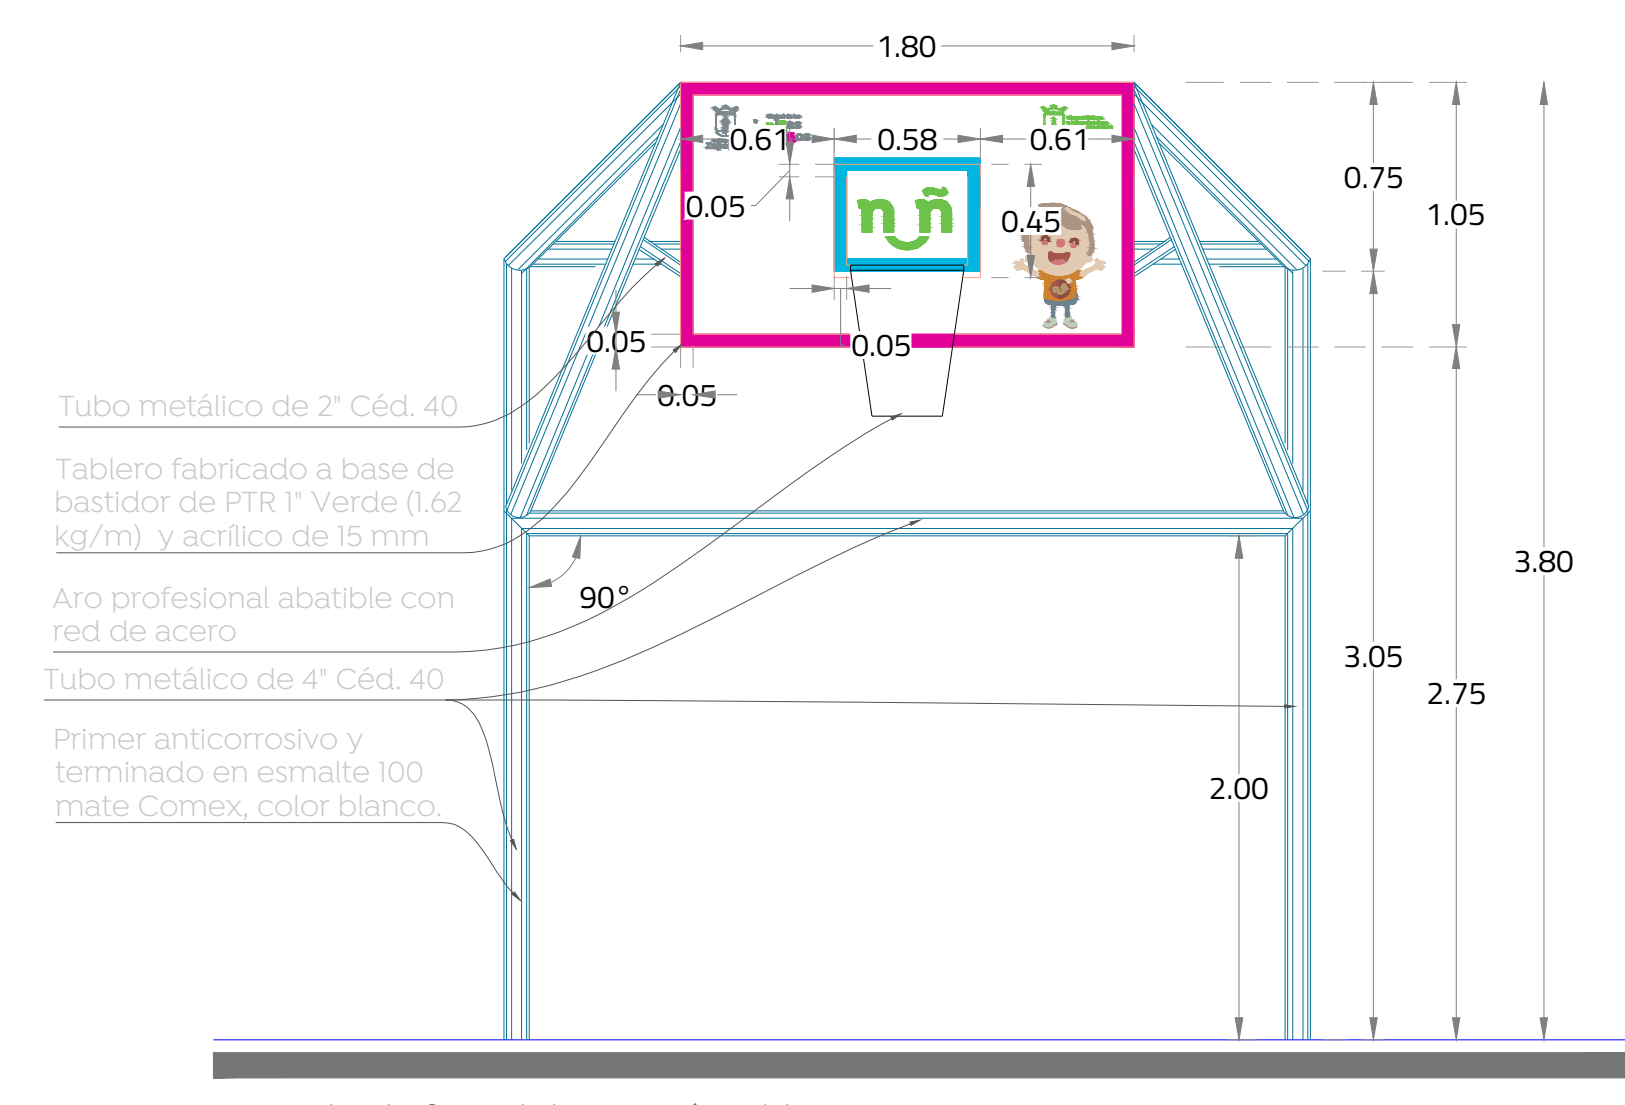 1.80
0.61
0.58
0.61
0.75
0.05
nuñ
0.45
1.05
0.05
0.05
0.05
Tubo metálico de 2" Céd. 40
Tablero fabricado a base de
bastidor de PTR 1" Verde (1.62
kg/m) y acrílico de 15 mm
3.80
Aro profesional abatible con
red de acero
90°
3.05
Tubo metálico de 4" Céd. 40
2.75
Primer anticorrosivo y
terminado en esmalte 100
mate Comex, color blanco.
2.00